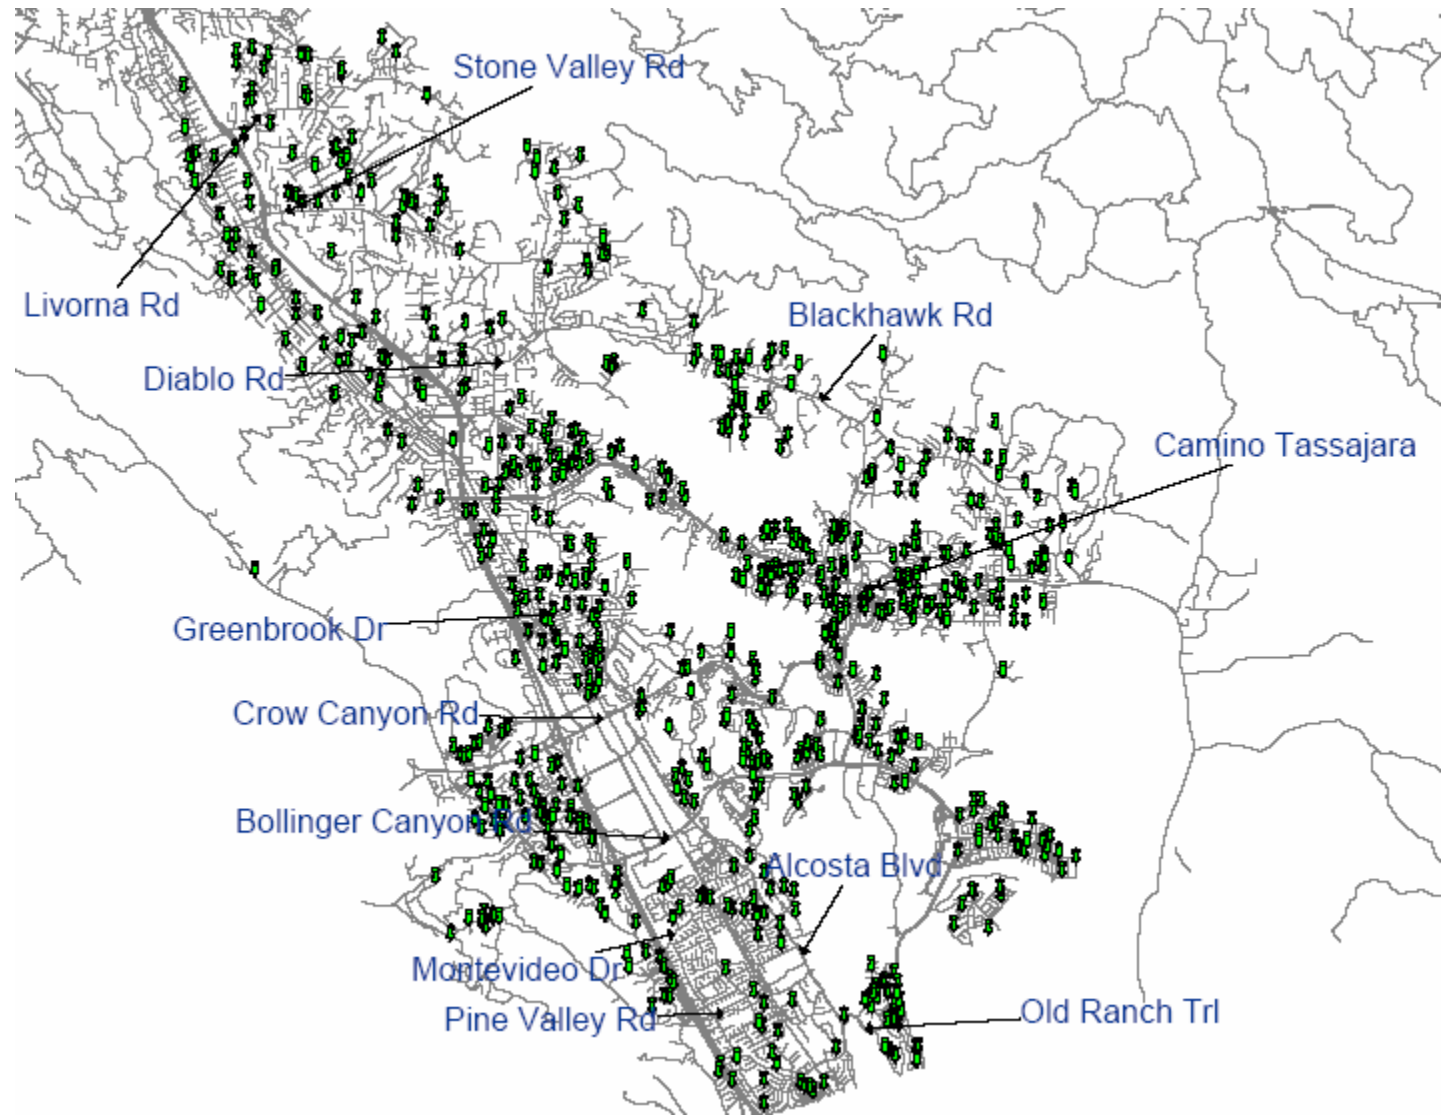 Stone Valley Rd
Livorna Rd
Blackhawk Rd
Diablo Rd
Camino Tassajara
Greenbrook Dr
Crow Canyon Rd
Bollinger Canyon Rd
Alcosta Blvd
Montevideo Dr
Pine Valley Rd
Old Ranch Trl